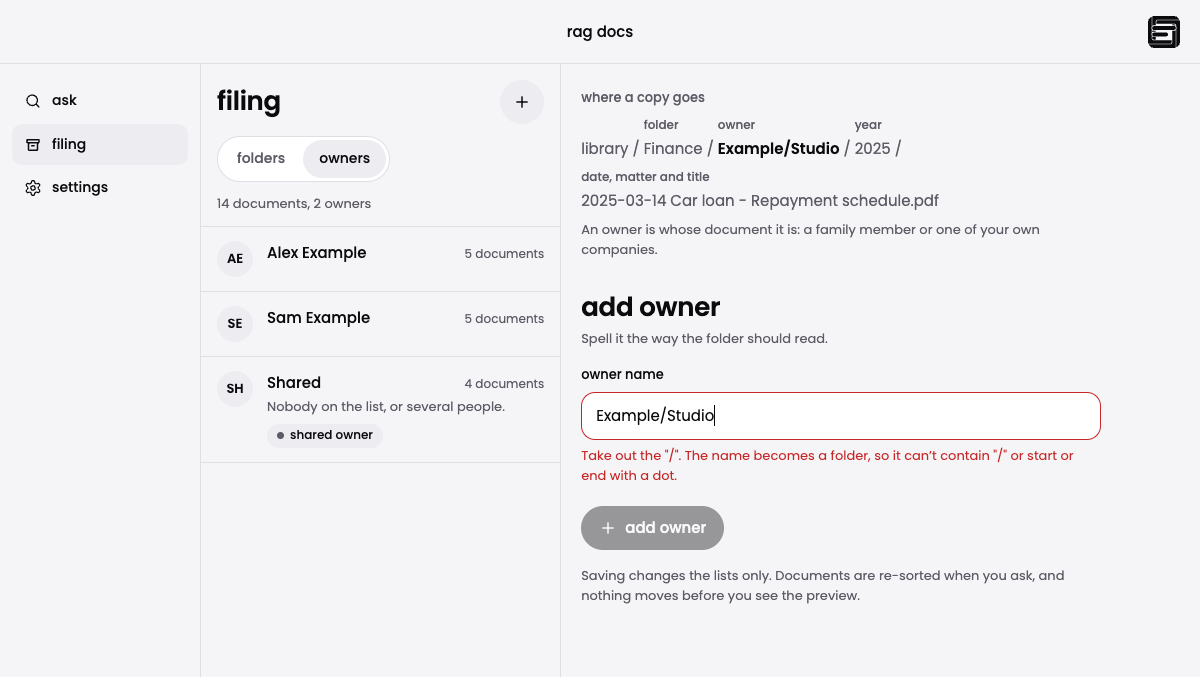 rag docs
ask
filing
settings
filing
folders
owners
14 documents, 2 owners
AE
Alex Example
5 documents
SE
Sam Example
5 documents
SH
Shared
4 documents
Nobody on the list, or several people.
shared owner
where a copy goes
folder owner year
library / Finance / Example/Studio / 2025 /
date, matter and title
2025-03-14 Car loan - Repayment schedule.pdf
An owner is whose document it is: a family member or one of your own
companies.
add owner
Spell it the way the folder should read.
owner name
Example/Studio
Take out the "/". The name becomes a folder, so it can’t contain "/" or start or
end with a dot.
+ add owner
Saving changes the lists only. Documents are re-sorted when you ask, and
nothing moves before you see the preview.